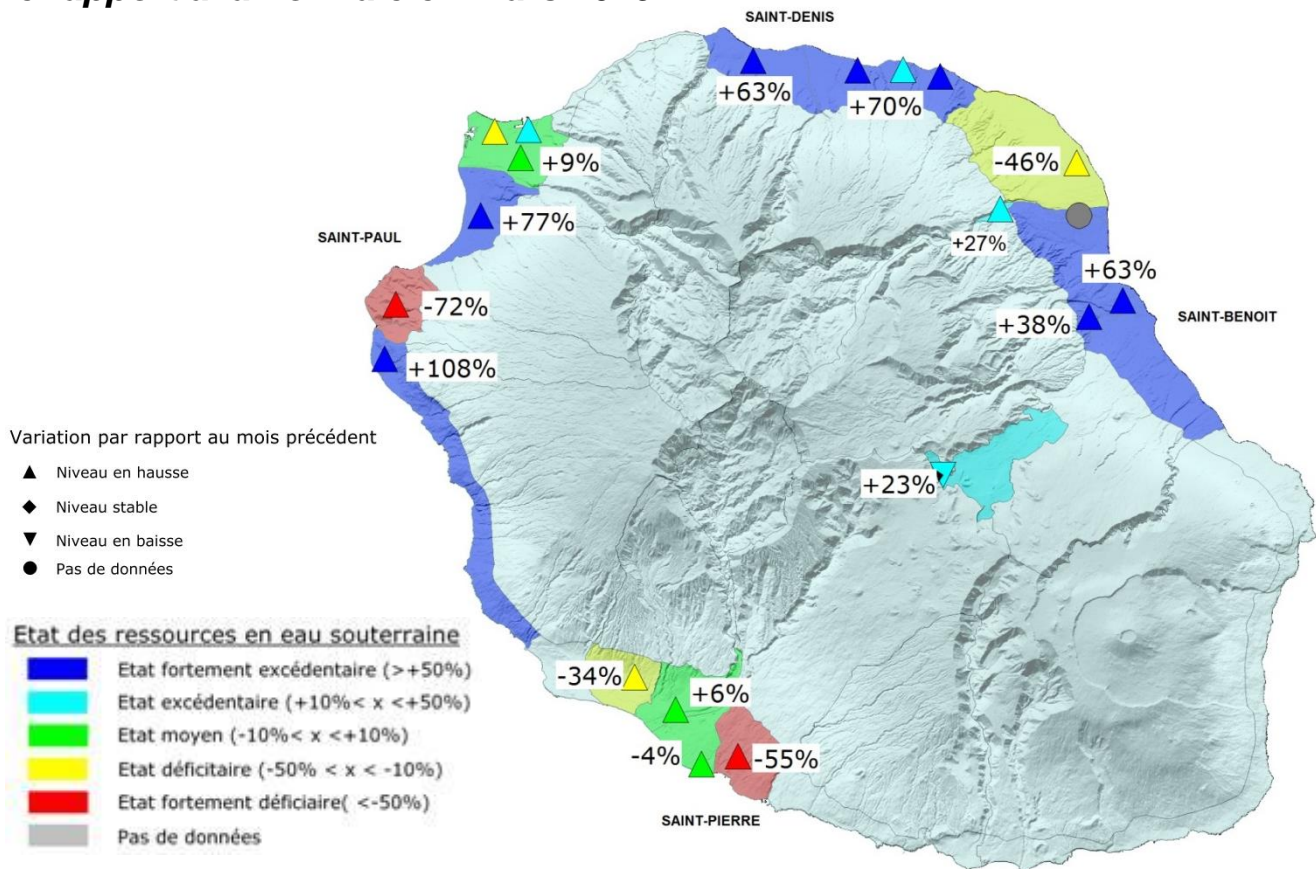 SAINT-DENIS
+63%
+70%
-46%
+9%
+77%
SAINT-PAUL
+27%
+63%
-72%
+38%
SAINT-BENOIT
+108%
Variation par rapport au mois précédent
Niveau en hausse
Niveau stable
Niveau en baisse
Pas de données
+23%
Etat des ressources en eau souterraine
Etat fortement excédentaire (>+50%)
Etat excédentaire (+10%< x <+50%)
Etat moyen (-10%< x <+10%)
Etat déficitaire (-50% < x < -10%)
Etat fortement déficiaire( <-50%)
Pas de données
-34%
+6%
-4%
-55%
SAINT-PIERRE